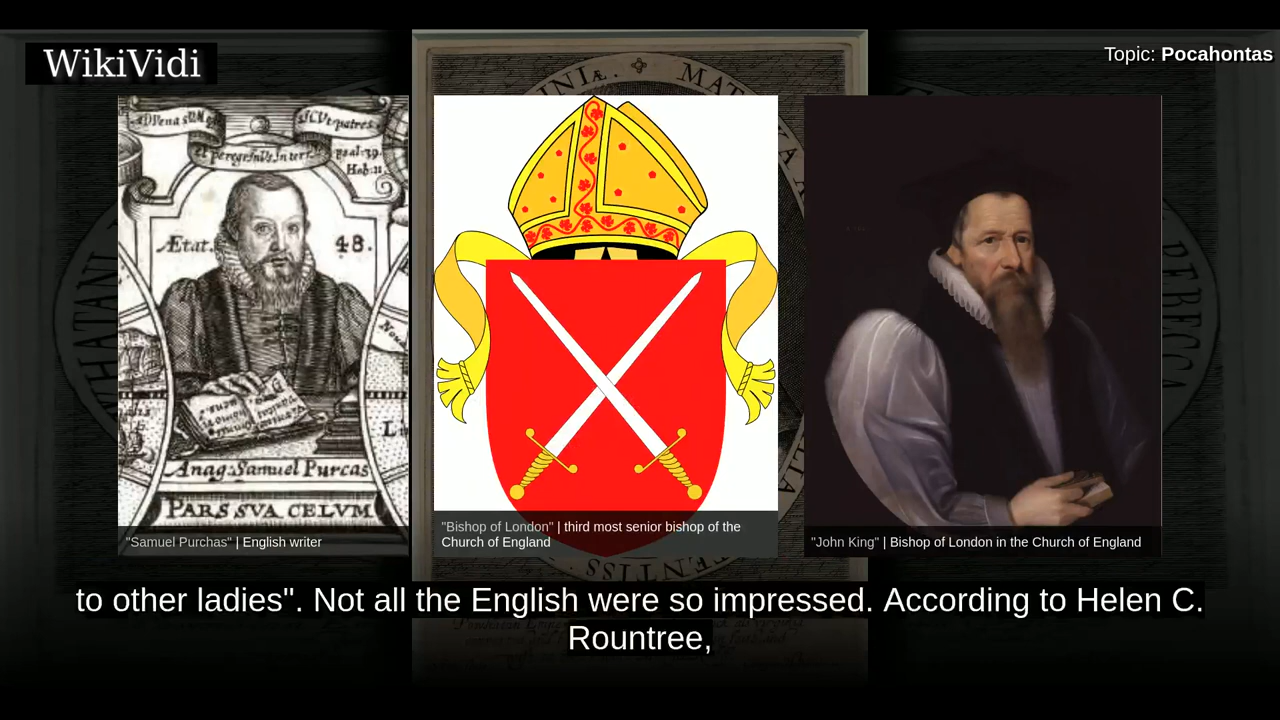 WikiVidi
Topic: Pocahontas
Ætat.
48.
Anag. Samuel Purcas
PARS SVA CELVM
"Samuel Purchas" | English writer
"Bishop of London" | third most senior bishop of the
Church of England
"John King" | Bishop of London in the Church of England
to other ladies". Not all the English were so impressed. According to Helen C.
Rountree,